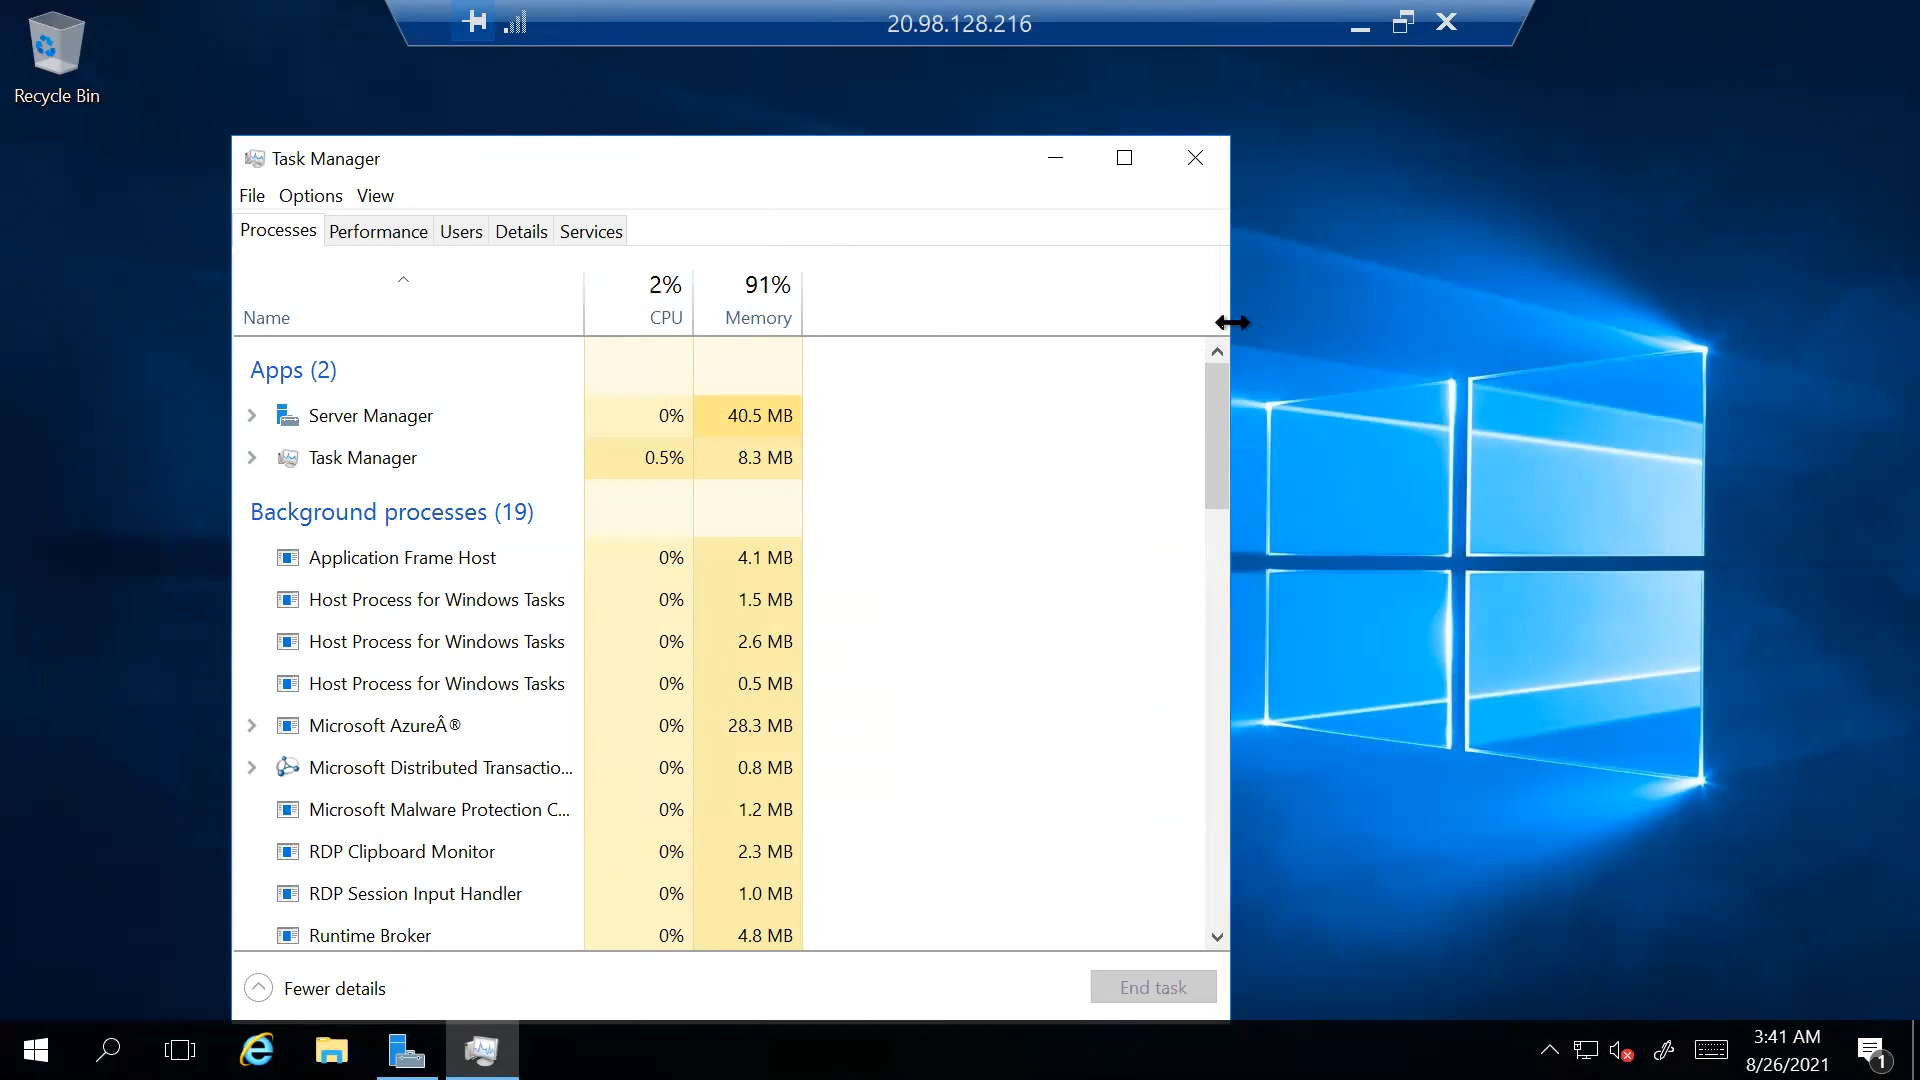 20.98.128.216
Recycle Bin
Task Manager
File Options View
Processes Performance Users Details Services
2% 91%
Name CPU Memory
Apps (2)
Server Manager 0% 40.5 MB
Task Manager 0.5% 8.3 MB
Background processes (19)
Application Frame Host 0% 4.1 MB
Host Process for Windows Tasks 0% 1.5 MB
Host Process for Windows Tasks 0% 2.6 MB
Host Process for Windows Tasks 0% 0.5 MB
Microsoft AzureÂ® 0% 28.3 MB
Microsoft Distributed Transactio... 0% 0.8 MB
Microsoft Malware Protection C... 0% 1.2 MB
RDP Clipboard Monitor 0% 2.3 MB
RDP Session Input Handler 0% 1.0 MB
Runtime Broker 0% 4.8 MB
Fewer details End task
3:41 AM
8/26/2021
1